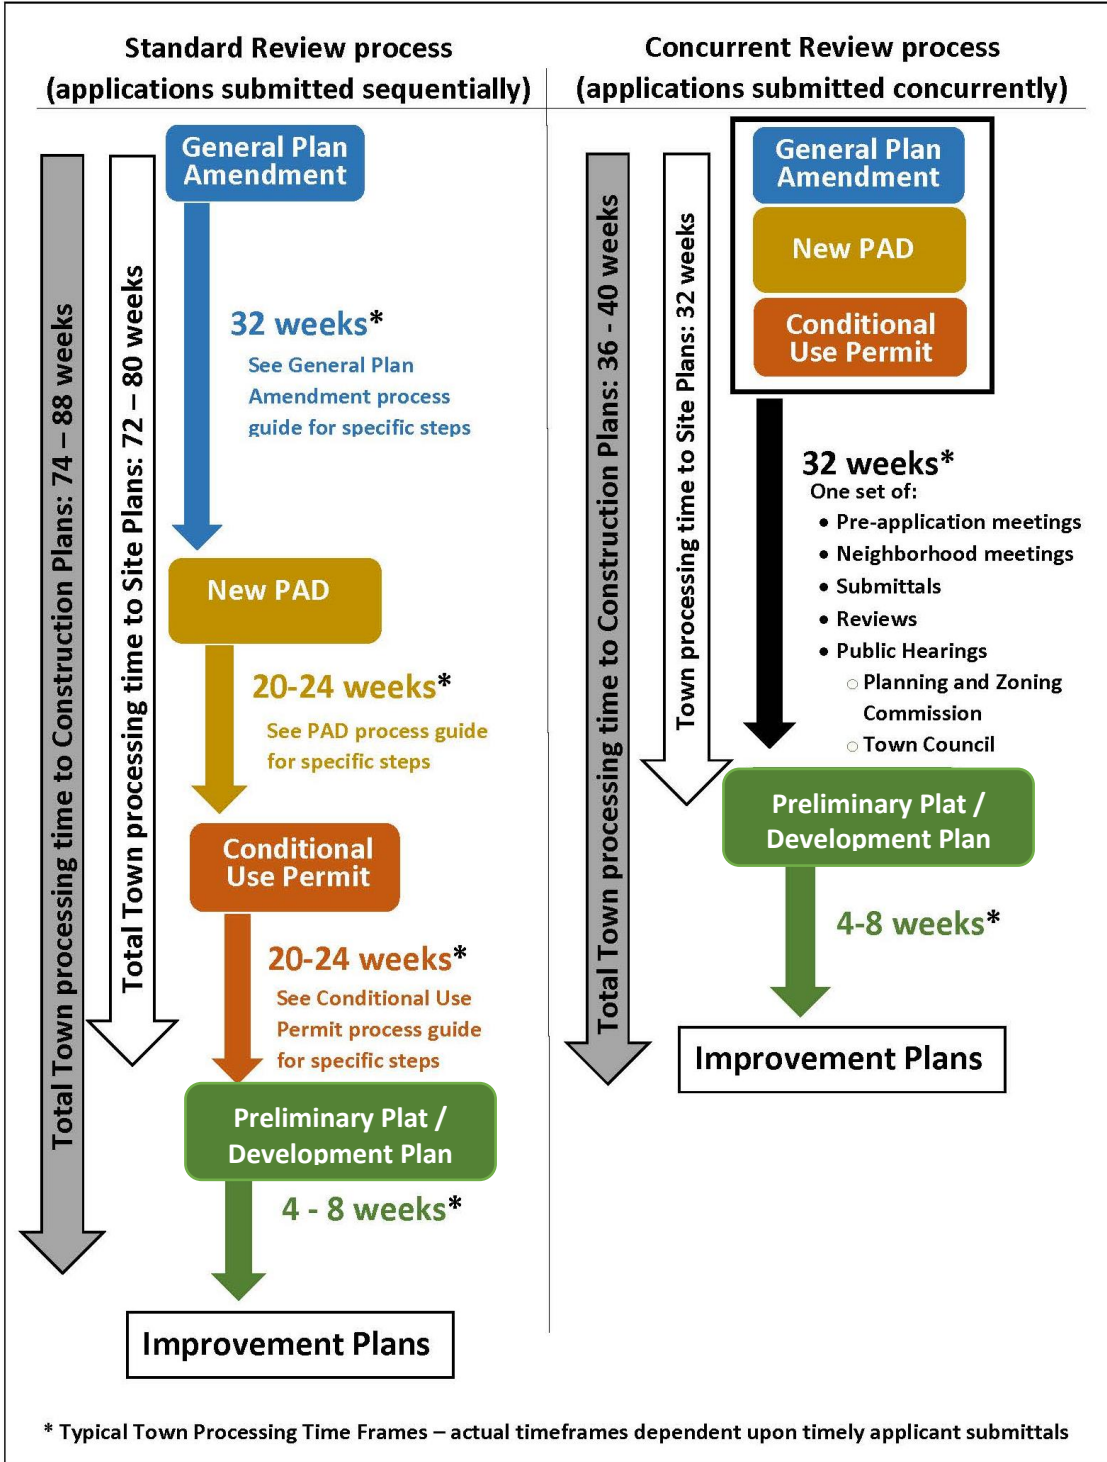 Standard Review process
(applications submitted sequentially)
Total Town processing time to Construction Plans: 74 – 88 weeks
Total Town processing time to Site Plans: 72 – 80 weeks
General Plan
Amendment
32 weeks*
See General Plan
Amendment process
guide for specific steps
New PAD
20-24 weeks*
See PAD process guide
for specific steps
Conditional
Use Permit
20-24 weeks*
See Conditional Use
Permit process guide
for specific steps
Preliminary Plat /
Development Plan
4 - 8 weeks*
Improvement Plans
Concurrent Review process
(applications submitted concurrently)
Total Town processing time to Construction Plans: 36 - 40 weeks
Town processing time to Site Plans: 32 weeks
General Plan
Amendment
New PAD
Conditional
Use Permit
32 weeks*
One set of:
• Pre-application meetings
• Neighborhood meetings
• Submittals
• Reviews
• Public Hearings
○ Planning and Zoning
Commission
○ Town Council
Preliminary Plat /
Development Plan
4-8 weeks*
Improvement Plans
* Typical Town Processing Time Frames – actual timeframes dependent upon timely applicant submittals